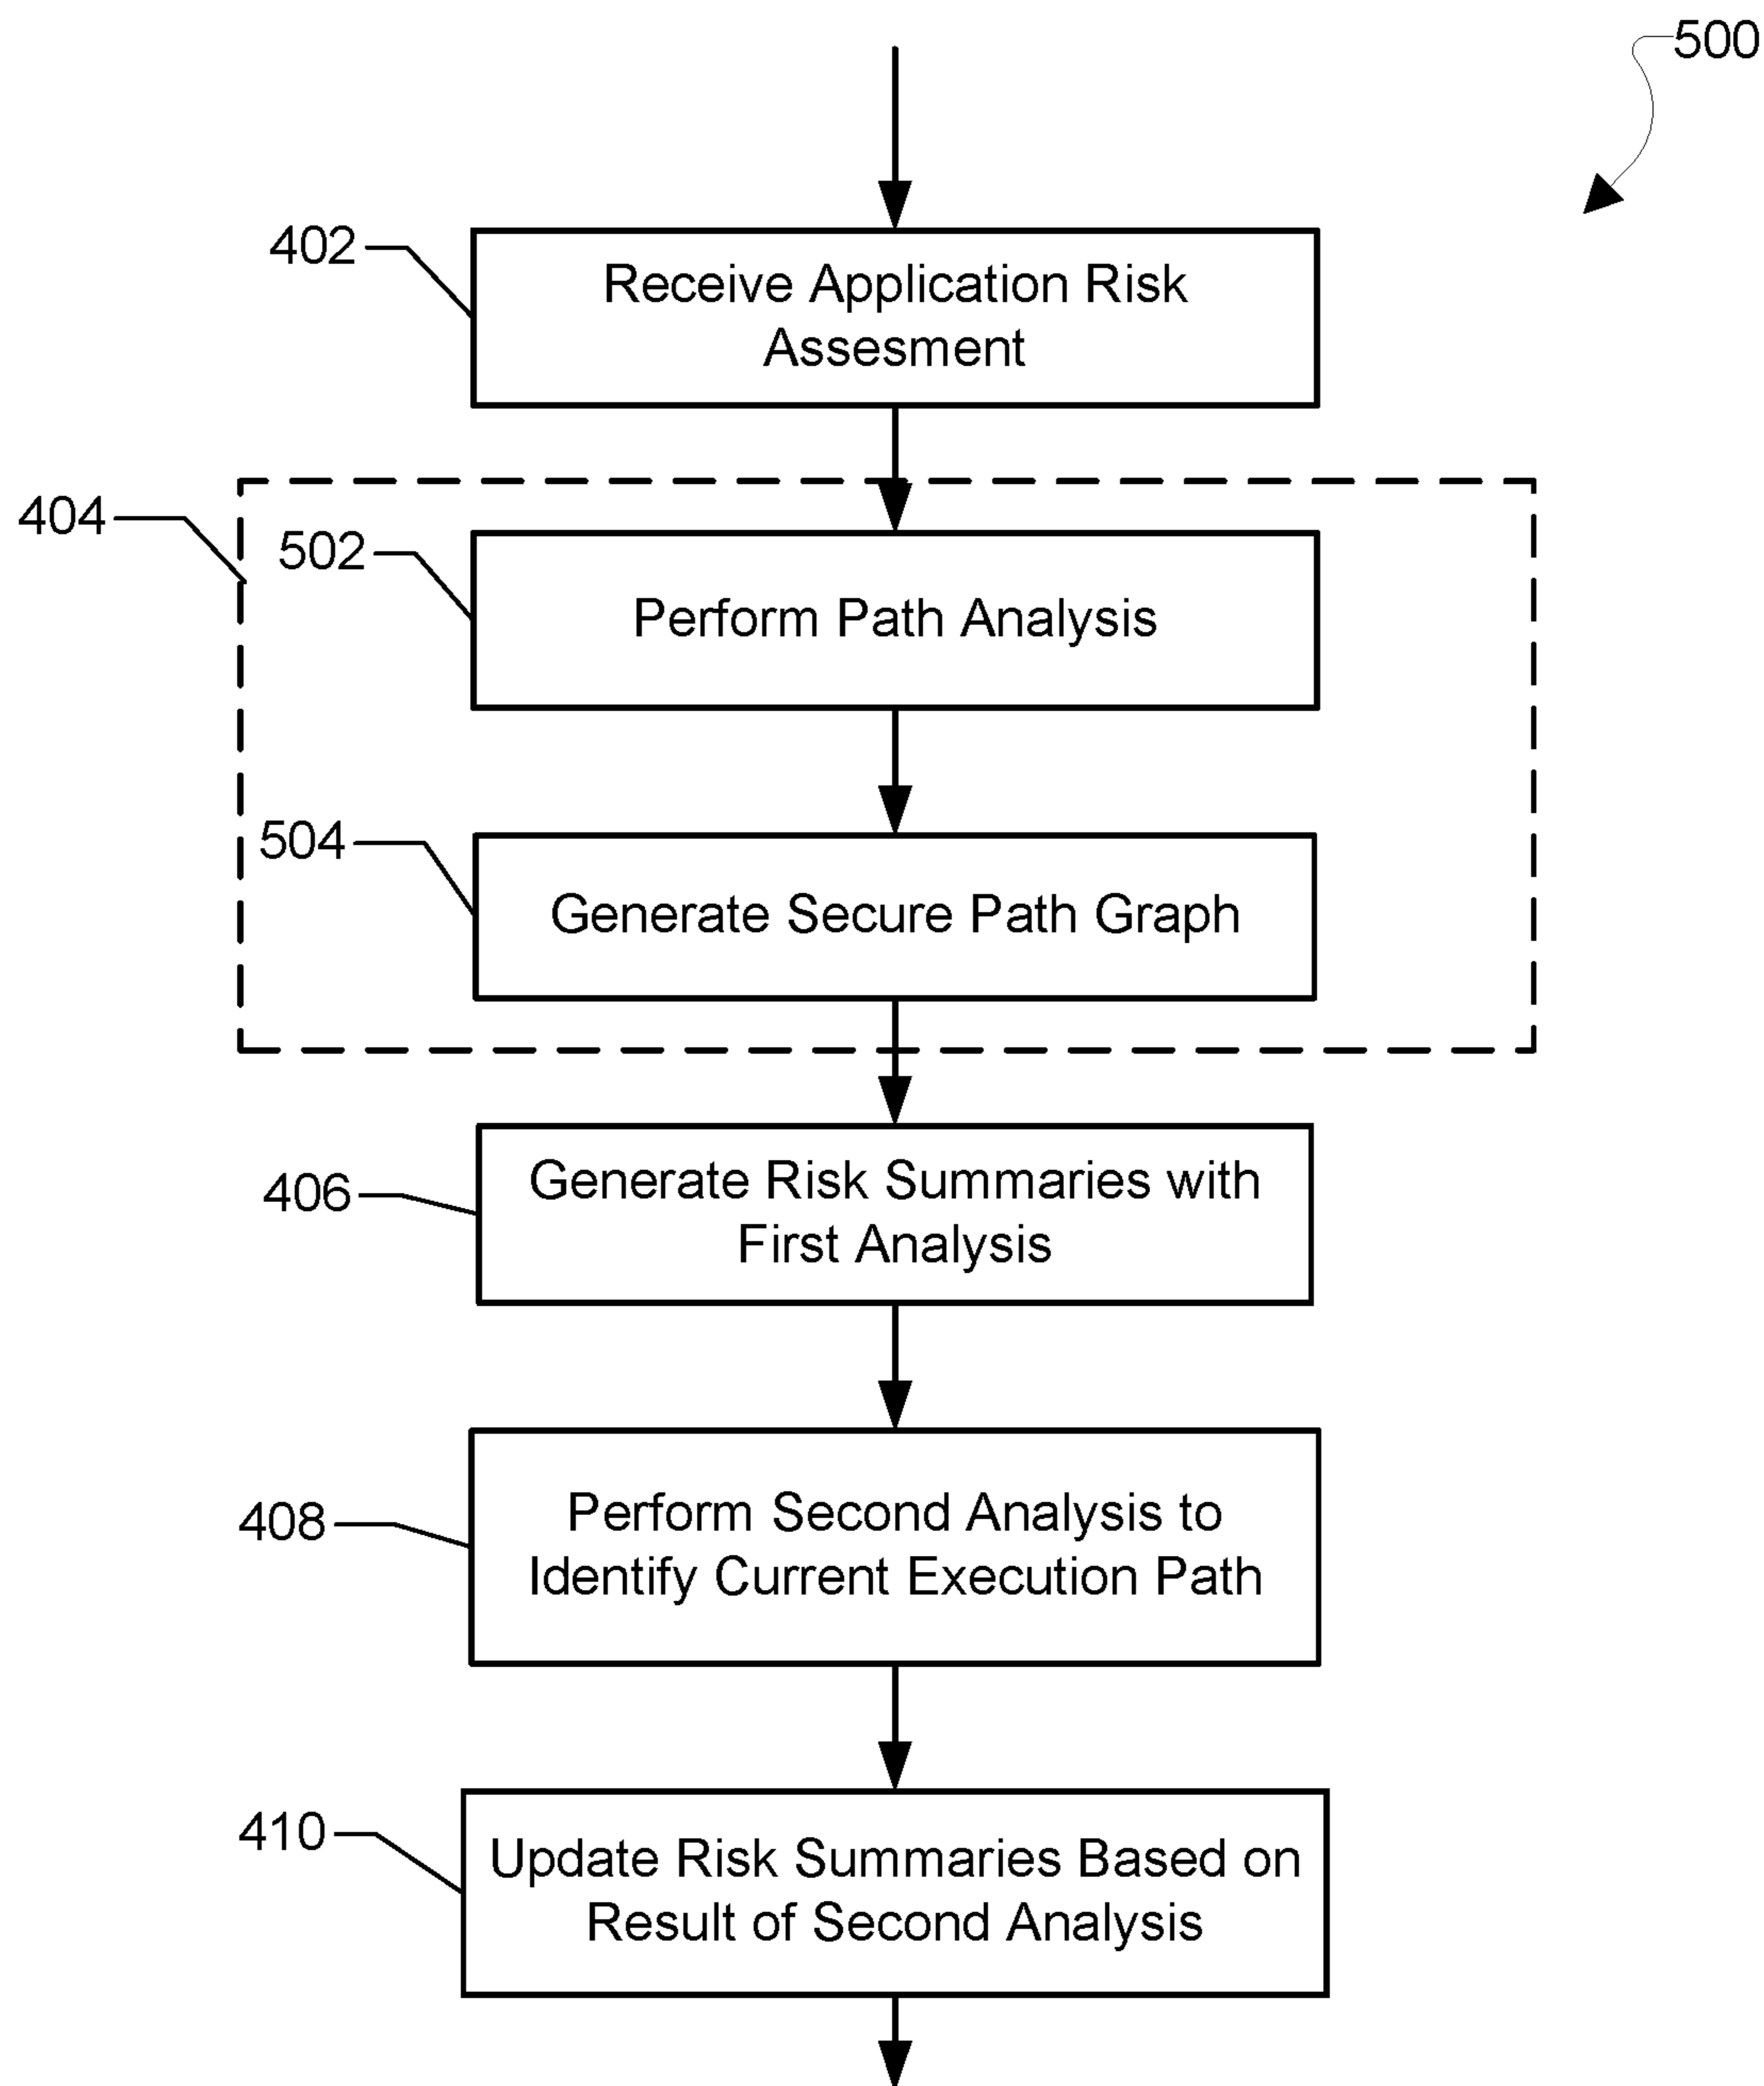 500
402
Receive Application Risk
Assesment
404
502
Perform Path Analysis
504
Generate Secure Path Graph
406
Generate Risk Summaries with
First Analysis
408
Perform Second Analysis to
Identify Current Execution Path
410
Update Risk Summaries Based on
Result of Second Analysis